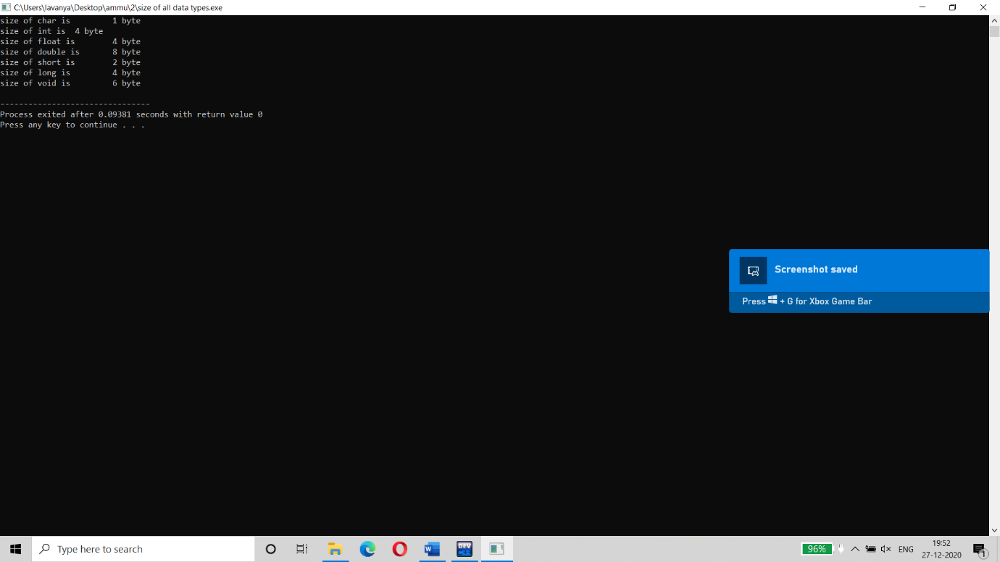 C:\Users\lavanya\Desktop\ammu\2\size of all data types.exe
size of char is         1 byte
size of int is  4 byte
size of float is        4 byte
size of double is       8 byte
size of short is        2 byte
size of long is         4 byte
size of void is         6 byte
--------------------------------
Process exited after 0.09381 seconds with return value 0
Press any key to continue . . .
Screenshot saved
Press + G for Xbox Game Bar
Type here to search
W
DEV
C++
96%
ENG
19:52
27-12-2020
1